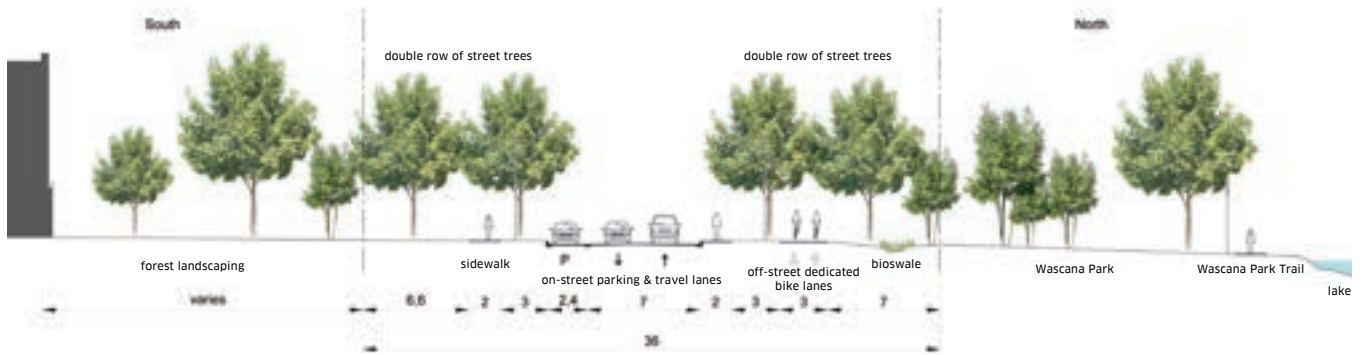 South
North
double row of street trees
double row of street trees
forest landscaping
sidewalk
P
on-street parking & travel lanes
off-street dedicated
bike lanes
bioswale
Wascana Park
Wascana Park Trail
lake
varies
6,6
2
3
2,4
7
2
3
3
7
36